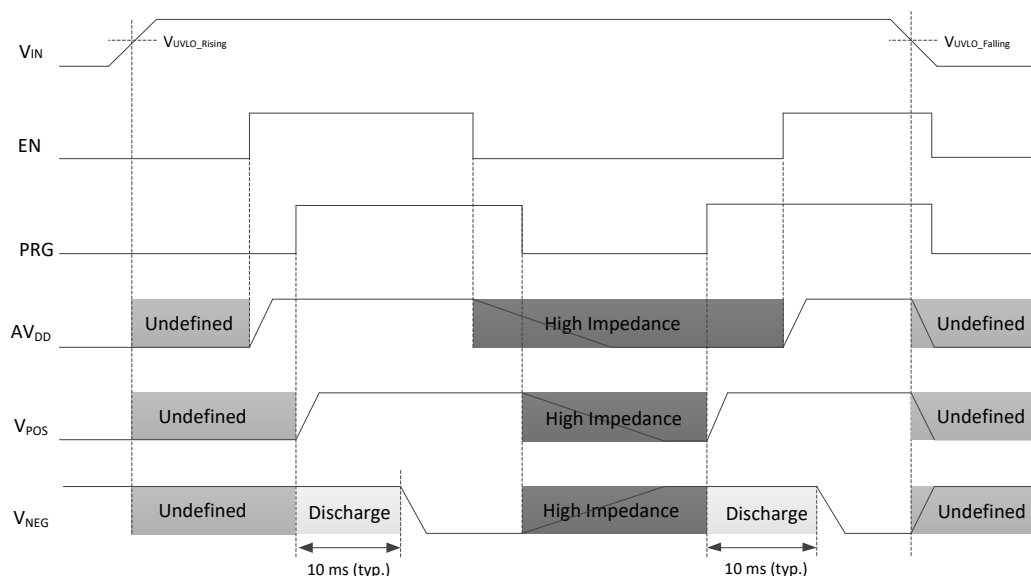 VIN
VUVLO_Rising
VUVLO_Falling
EN
PRG
AVDD
Undefined
High Impedance
Undefined
VPOS
Undefined
High Impedance
Undefined
VNEG
Undefined
Discharge
High Impedance
Discharge
Undefined
10 ms (typ.)
10 ms (typ.)